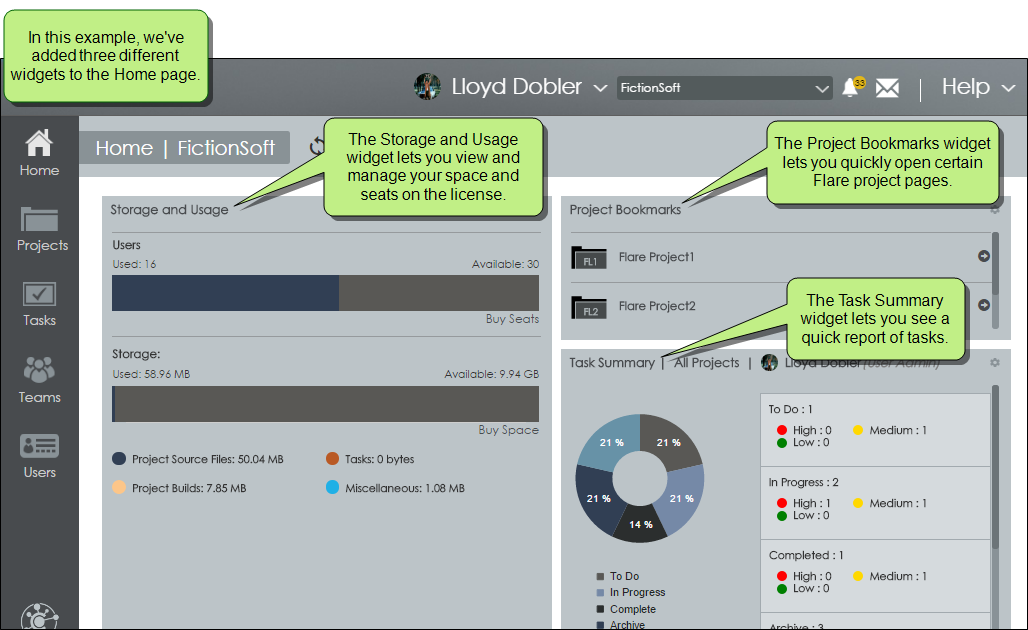 In this example, we've
added three different
widgets to the Home page.
Lloyd Dobler
FictionSoft
33
Help
Home
Projects
Tasks
Teams
Users
Home | FictionSoft
The Storage and Usage
widget lets you view and
manage your space and
seats on the license.
The Project Bookmarks widget
lets you quickly open certain
Flare project pages.
Storage and Usage
Users
Used: 16
Available: 30
Buy Seats
Storage:
Used: 58.96 MB
Available: 9.94 GB
Buy Space
Project Source Files: 50.04 MB
Tasks: 0 bytes
Project Builds: 7.85 MB
Miscellaneous: 1.08 MB
Project Bookmarks
FL1
Flare Project1
FL2
Flare Project2
The Task Summary
widget lets you see a
quick report of tasks.
Task Summary | All Projects | Lloyd Dobler (User Admin)
21 %
21 %
21 %
21 %
14 %
To Do
In Progress
Complete
Archive
To Do : 1
High : 0
Medium : 1
Low : 0
In Progress : 2
High : 1
Medium : 1
Low : 0
Completed : 1
High : 0
Medium : 1
Low : 0
Archive : 3